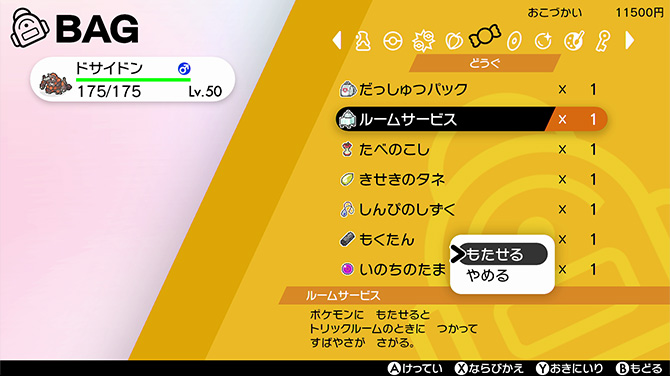 BAG
おこづかい 11500円
ドサイドン ♂
175/175 Lv.50
どうぐ
だっしゅつパック × 1
ルームサービス × 1
たべのこし × 1
きせきのタネ × 1
しんぴのしずく × 1
もくたん × 1
いのちのたま × 1
もたせる
やめる
ルームサービス
ポケモンに もたせると
トリックルームのときに つかって
すばやさが さがる。
Aけってい Xならびかえ Yおきにいり Bもどる